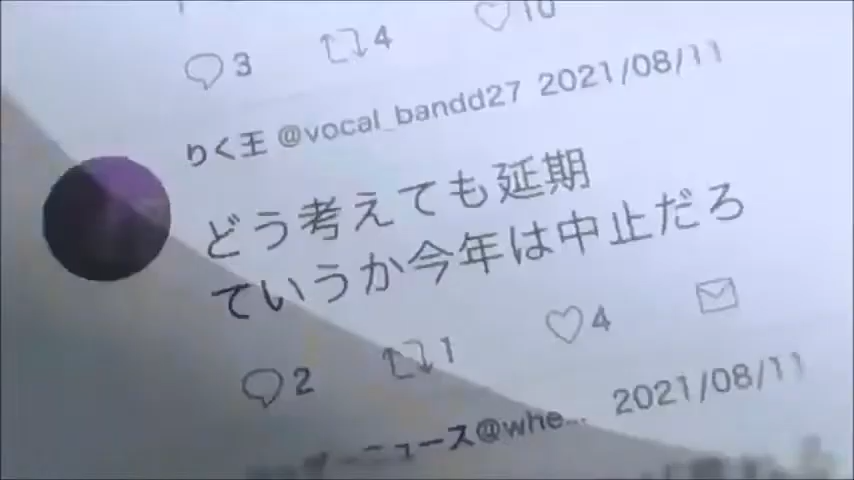 3 4 10
りく王 @vocal_bandd27 2021/08/11
どう考えても延期
ていうか今年は中止だろ
2 1 4
ニュース@whe... 2021/08/11